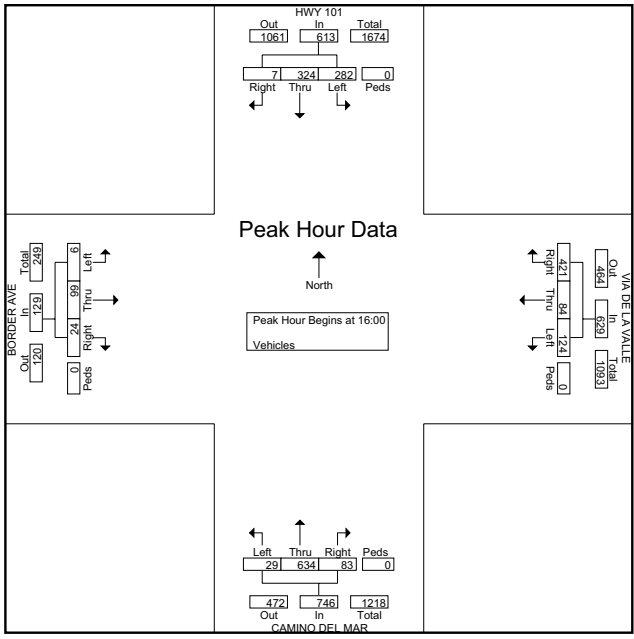 HWY 101
Out In Total
1061 613 1674
7 324 282 0
Right Thru Left Peds
BORDER AVE
Total In Out
249 129 120
6 99 24 0
Left Thru Right Peds
Peak Hour Data
North
Peak Hour Begins at 16:00
Vehicles
Right Thru Left Peds
421 84 124 0
464 629 1093
Out In Total
VIA DE LA VALLE
Left Thru Right Peds
29 634 83 0
472 746 1218
Out In Total
CAMINO DEL MAR